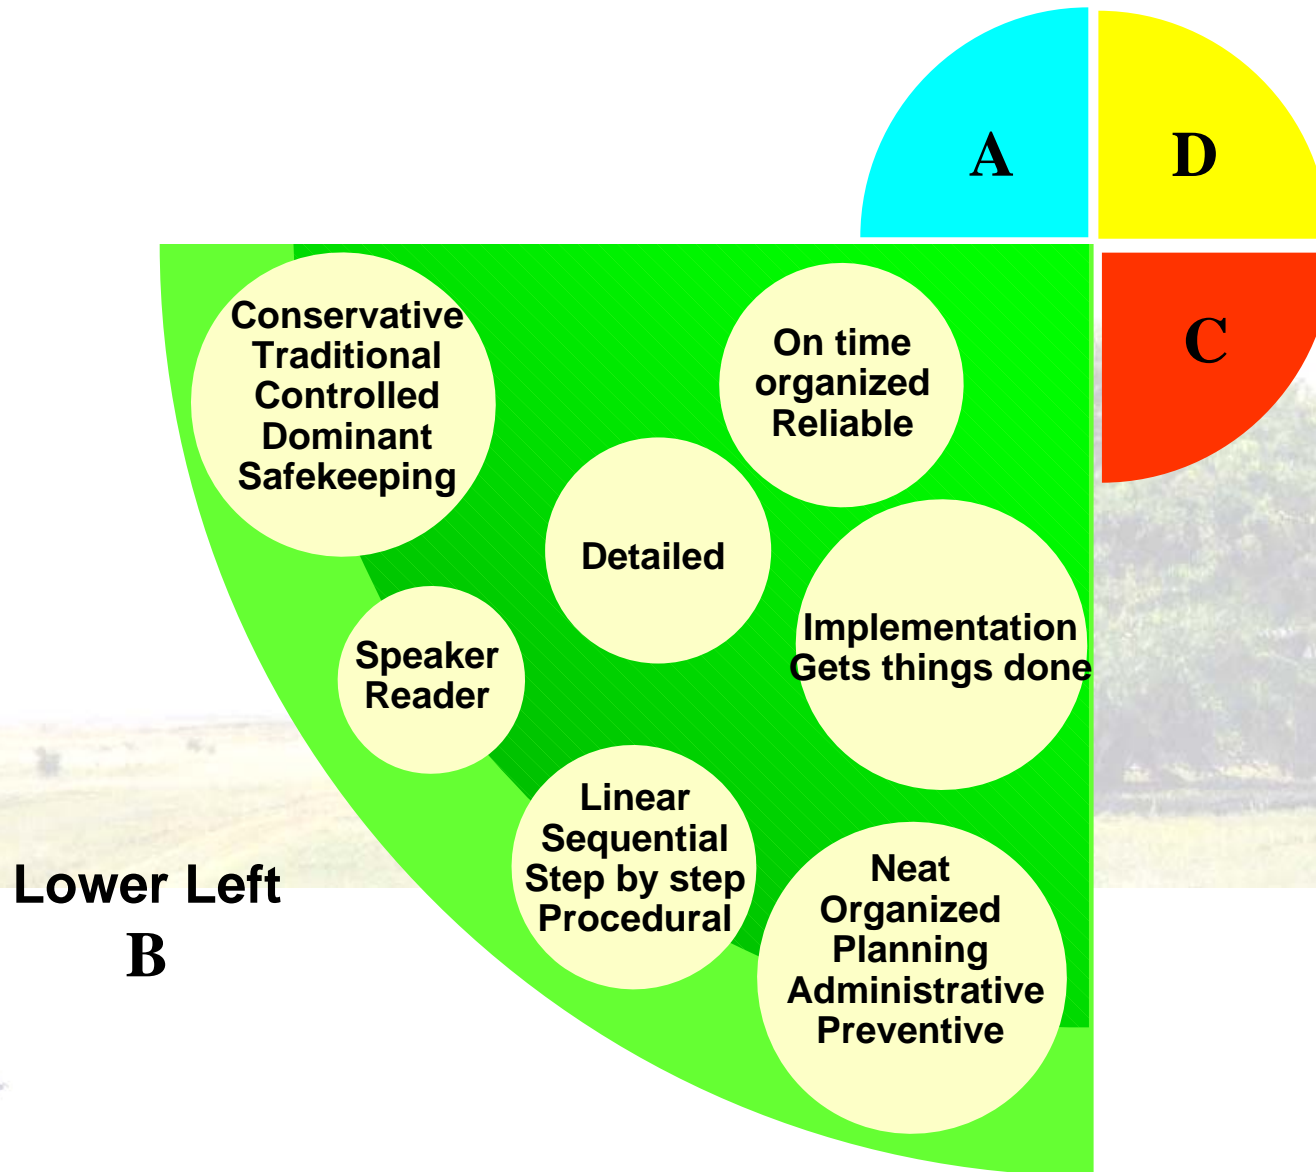 A
D
C
Conservative
Traditional
Controlled
Dominant
Safekeeping
On time
organized
Reliable
Detailed
Implementation
Gets things done
Speaker
Reader
Linear
Sequential
Step by step
Procedural
Neat
Organized
Planning
Administrative
Preventive
Lower Left
B